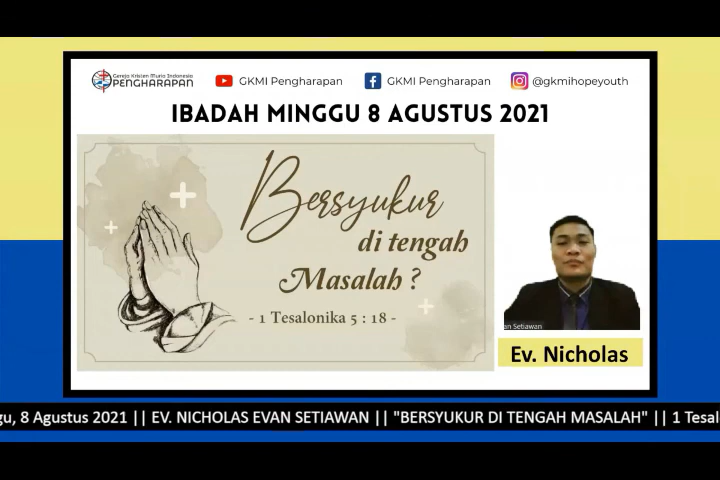 Gereja Kristen Muria Indonesia
PENGHARAPAN
GKMI Pengharapan
GKMI Pengharapan
@gkmihopeyouth
IBADAH MINGGU 8 AGUSTUS 2021
Bersyukur
di tengah
Masalah ?
- 1 Tesalonika 5 : 18 -
an Setiawan
Ev. Nicholas
gu, 8 Agustus 2021 || EV. NICHOLAS EVAN SETIAWAN || "BERSYUKUR DI TENGAH MASALAH" || 1 Tesal